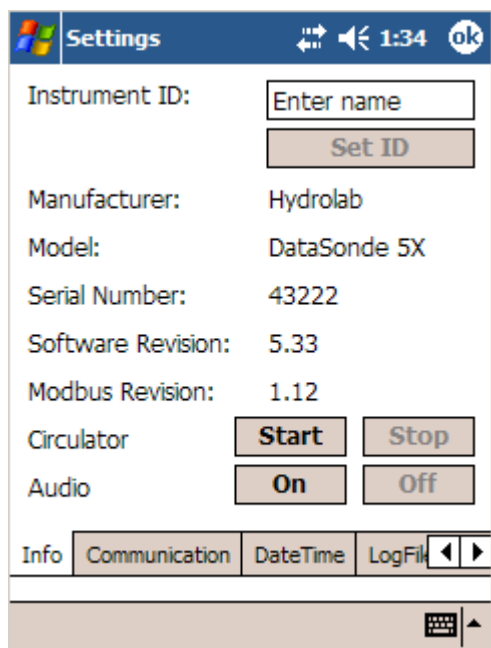 Settings 1:34 ok
Instrument ID: Enter name
Set ID
Manufacturer: Hydrolab
Model: DataSonde 5X
Serial Number: 43222
Software Revision: 5.33
Modbus Revision: 1.12
Circulator Start Stop
Audio On Off
Info Communication DateTime LogFil